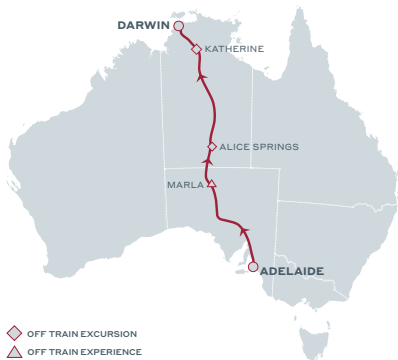 DARWIN
KATHERINE
ALICE SPRINGS
MARLA
ADELAIDE
OFF TRAIN EXCURSION
OFF TRAIN EXPERIENCE